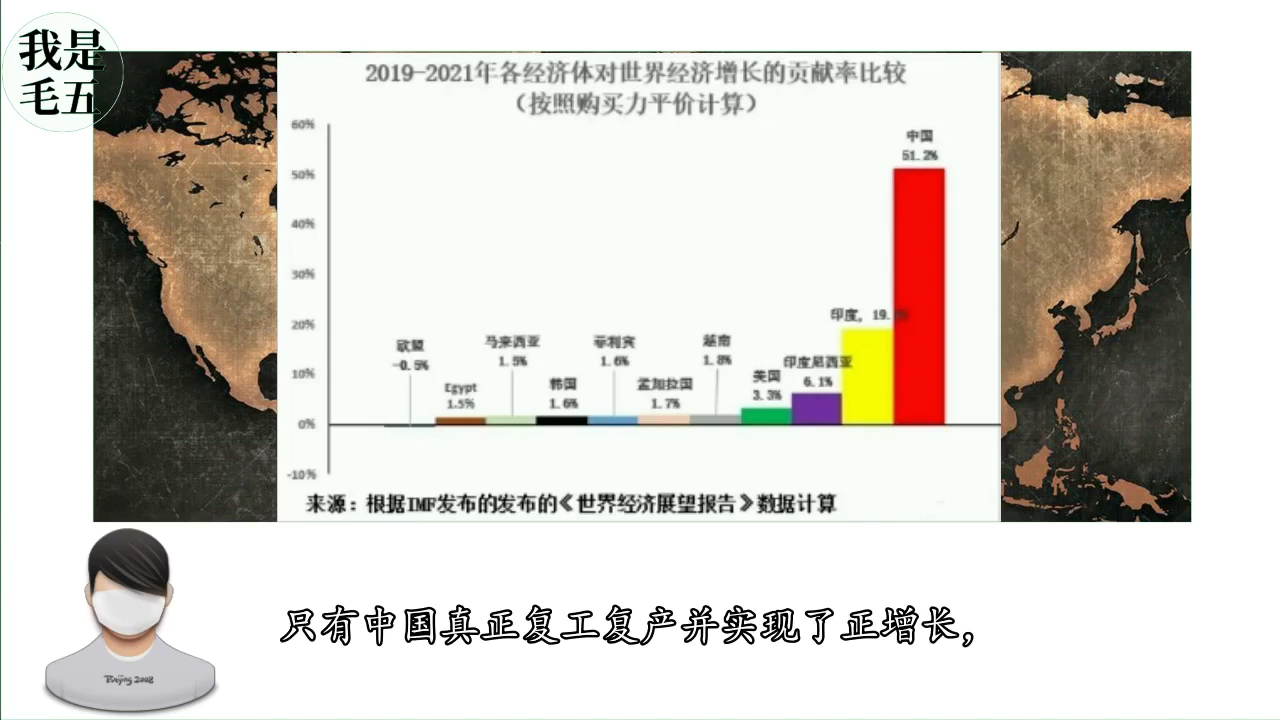 我是
毛五
2019-2021年各经济体对世界经济增长的贡献率比较
（按照购买力平价计算）
60%
50%
40%
30%
20%
10%
0%
-10%
欧盟
-0.5%
Egypt
1.5%
马来西亚
1.5%
韩国
1.6%
菲利宾
1.6%
孟加拉国
1.7%
越南
1.8%
美国
3.3%
印度尼西亚
6.1%
印度, 19.
中国
51.2%
来源：根据IMF发布的发布的《世界经济展望报告》数据计算
Beijing 2008
只有中国真正复工复产并实现了正增长，